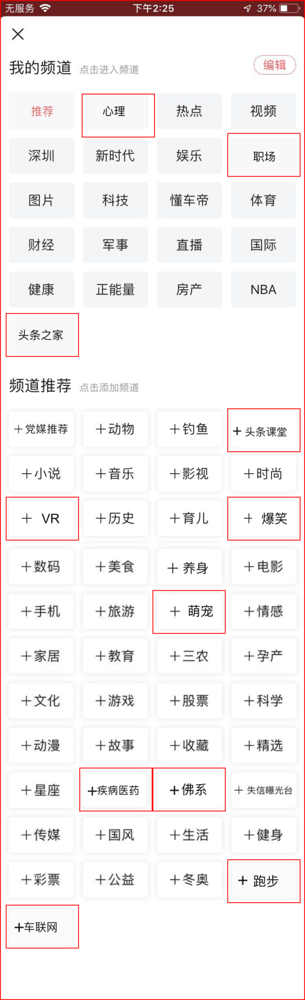 无服务 下午2:25 37%
我的频道 点击进入频道 编辑
推荐 心理 热点 视频
深圳 新时代 娱乐 职场
图片 科技 懂车帝 体育
财经 军事 直播 国际
健康 正能量 房产 NBA
头条之家
频道推荐 点击添加频道
+党媒推荐 +动物 +钓鱼 + 头条课堂
+小说 +音乐 +影视 +时尚
+ VR +历史 +育儿 + 爆笑
+数码 +美食 + 养身 +电影
+手机 +旅游 + 萌宠 +情感
+家居 +教育 +三农 +孕产
+文化 +游戏 +股票 +科学
+动漫 +故事 +收藏 +精选
+星座 +疾病医药 +佛系 + 失信曝光台
+传媒 +国风 +生活 +健身
+彩票 +公益 +冬奥 + 跑步
+车联网